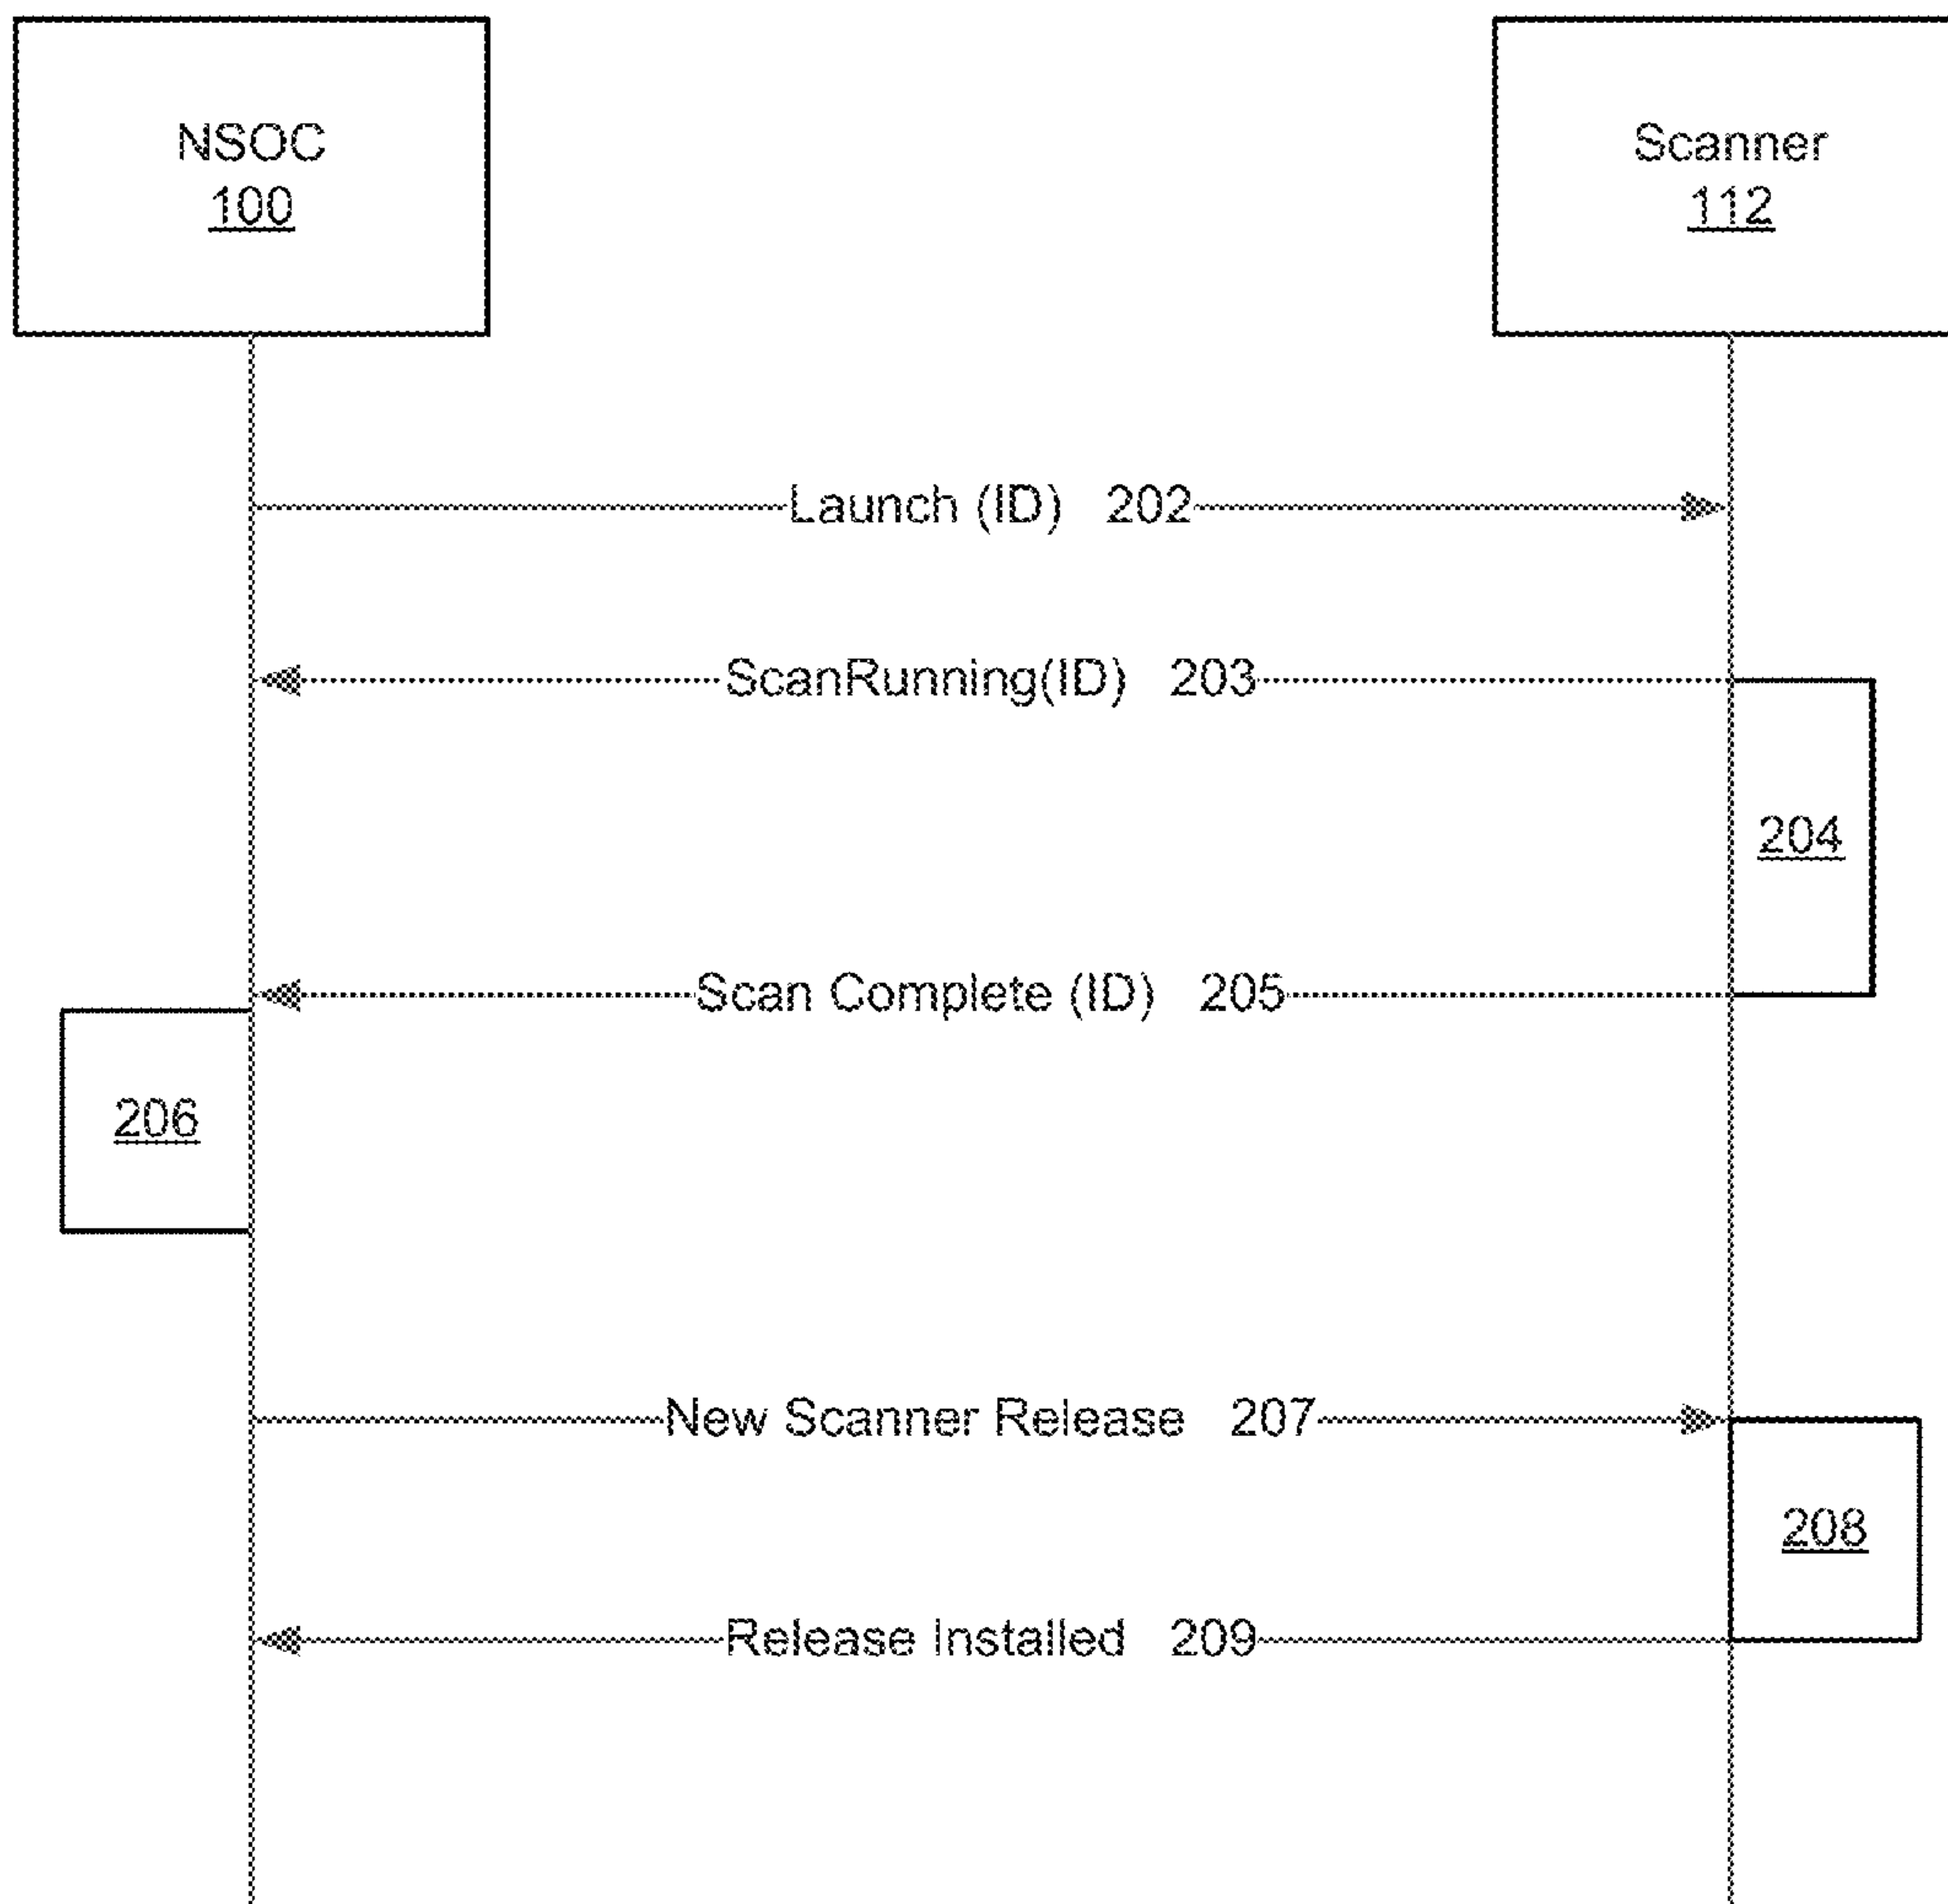 NSOC
100
Scanner
112
Launch (ID) 202
ScanRunning(ID) 203
204
Scan Complete (ID) 205
206
New Scanner Release 207
208
Release Installed 209